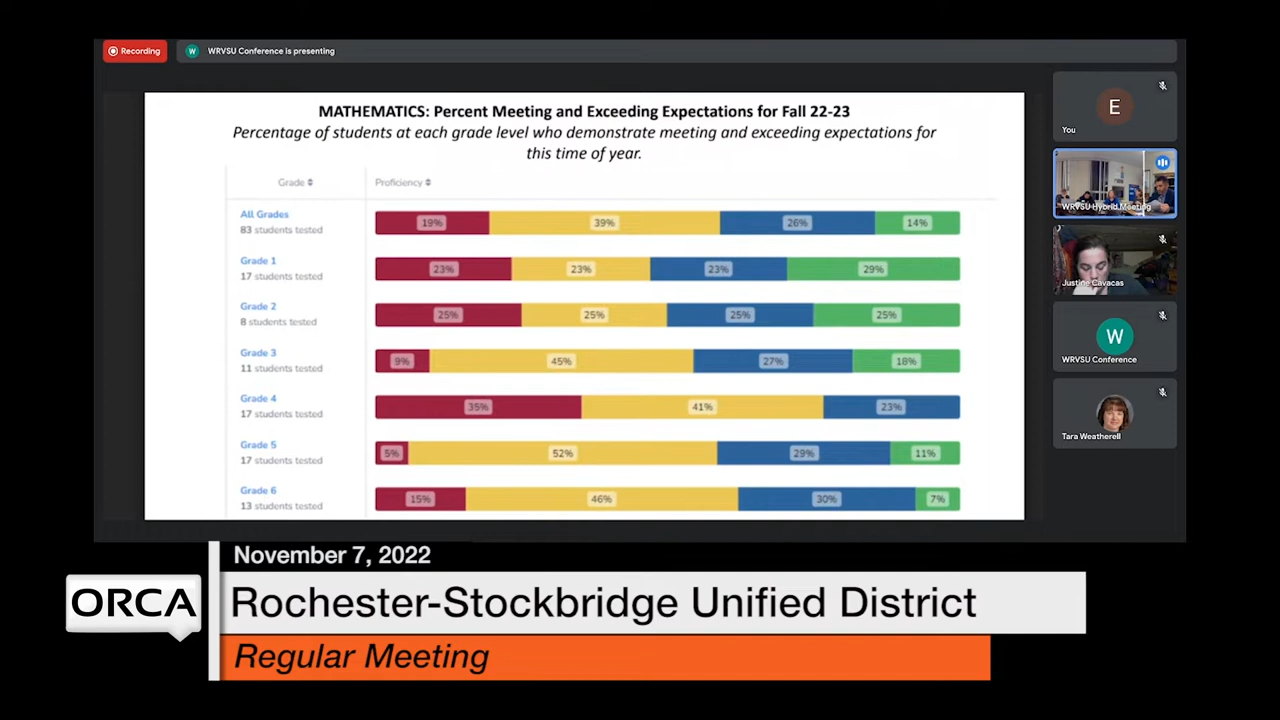 Recording
W WRVSU Conference is presenting
MATHEMATICS: Percent Meeting and Exceeding Expectations for Fall 22-23
Percentage of students at each grade level who demonstrate meeting and exceeding expectations for
this time of year.
Grade Proficiency
All Grades
83 students tested
19% 39% 26% 14%
Grade 1
17 students tested
23% 23% 23% 29%
Grade 2
8 students tested
25% 25% 25% 25%
Grade 3
11 students tested
9% 45% 27% 18%
Grade 4
17 students tested
35% 41% 23%
Grade 5
17 students tested
5% 52% 29% 11%
Grade 6
13 students tested
15% 46% 30% 7%
E
You
WRVSU Hybrid Meeting
Justine Cavacas
W
WRVSU Conference
Tara Weatherell
November 7, 2022
ORCA
Rochester-Stockbridge Unified District
Regular Meeting